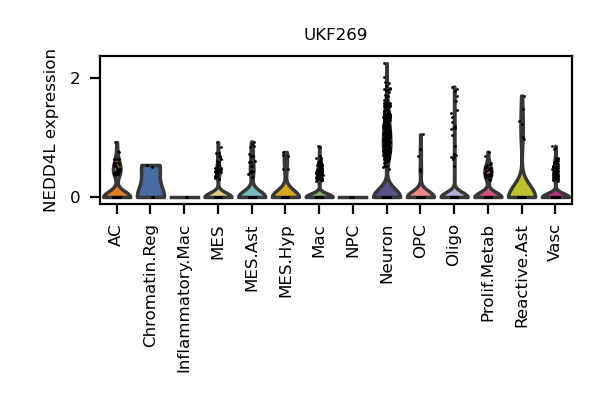 UKF269
NEDD4L expression
2
0
AC
Chromatin.Reg
Inflammatory.Mac
MES
MES.Ast
MES.Hyp
Mac
NPC
Neuron
OPC
Oligo
Prolif.Metab
Reactive.Ast
Vasc